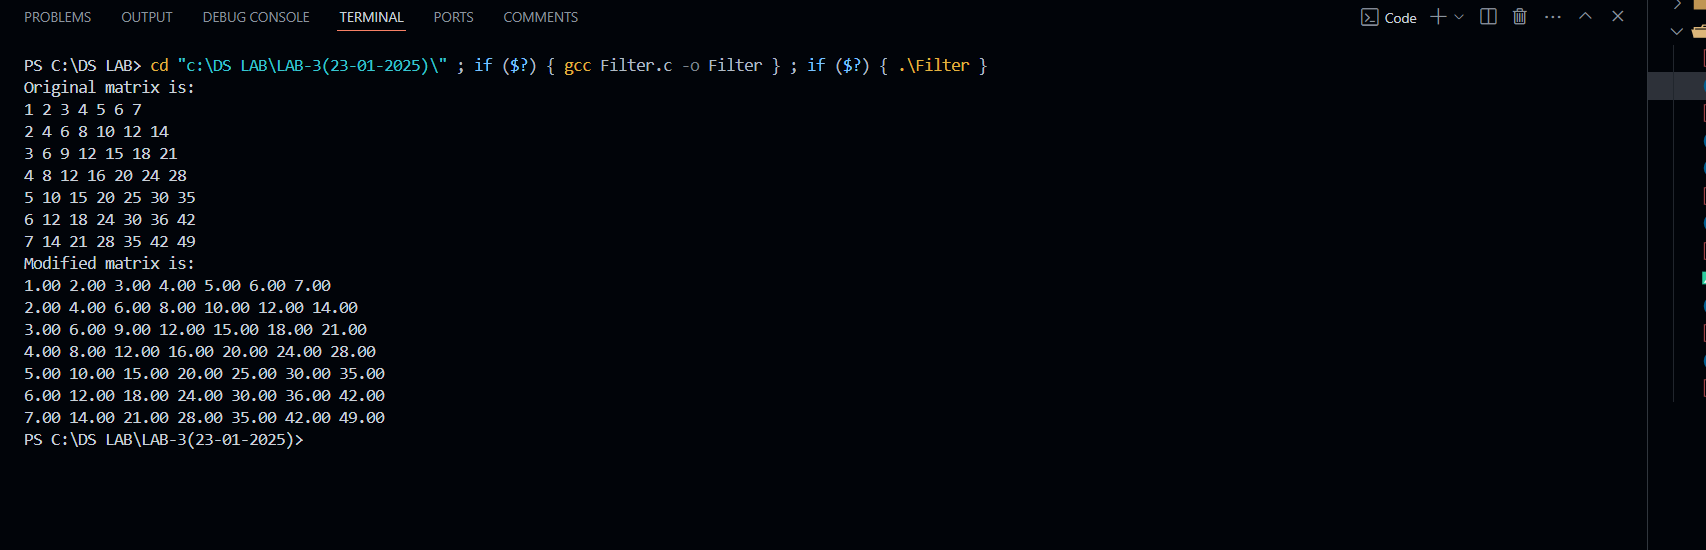 PROBLEMS OUTPUT DEBUG CONSOLE TERMINAL PORTS COMMENTS Code
PS C:\DS LAB> cd "c:\DS LAB\LAB-3(23-01-2025)\" ; if ($?) { gcc Filter.c -o Filter } ; if ($?) { .\Filter }
Original matrix is:
1 2 3 4 5 6 7
2 4 6 8 10 12 14
3 6 9 12 15 18 21
4 8 12 16 20 24 28
5 10 15 20 25 30 35
6 12 18 24 30 36 42
7 14 21 28 35 42 49
Modified matrix is:
1.00 2.00 3.00 4.00 5.00 6.00 7.00
2.00 4.00 6.00 8.00 10.00 12.00 14.00
3.00 6.00 9.00 12.00 15.00 18.00 21.00
4.00 8.00 12.00 16.00 20.00 24.00 28.00
5.00 10.00 15.00 20.00 25.00 30.00 35.00
6.00 12.00 18.00 24.00 30.00 36.00 42.00
7.00 14.00 21.00 28.00 35.00 42.00 49.00
PS C:\DS LAB\LAB-3(23-01-2025)>